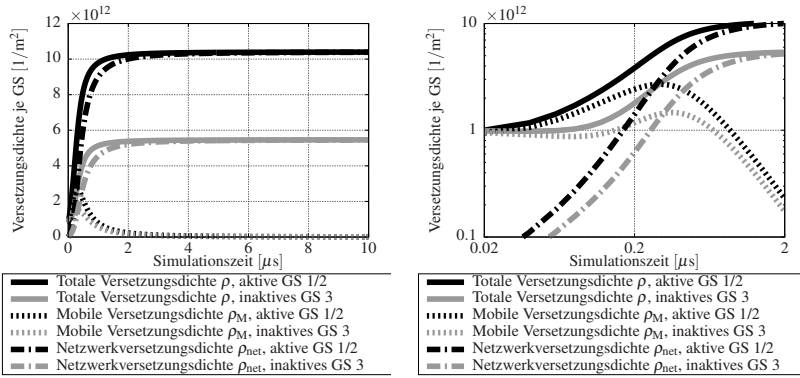 ×10¹²
Versetzungsdichte je GS [1/m²]
12
10
8
6
4
2
0
0 2 4 6 8 10
Simulationszeit [μs]
Totale Versetzungsdichte ρ, aktive GS 1/2
Totale Versetzungsdichte ρ, inaktives GS 3
Mobile Versetzungsdichte ρM, aktive GS 1/2
Mobile Versetzungsdichte ρM, inaktives GS 3
Netzwerkversetzungsdichte ρnet, aktive GS 1/2
Netzwerkversetzungsdichte ρnet, inaktives GS 3
×10¹²
Versetzungsdichte je GS [1/m²]
10
1
0.1
0.02 0.2 2
Simulationszeit [μs]
Totale Versetzungsdichte ρ, aktive GS 1/2
Totale Versetzungsdichte ρ, inaktives GS 3
Mobile Versetzungsdichte ρM, aktive GS 1/2
Mobile Versetzungsdichte ρM, inaktives GS 3
Netzwerkversetzungsdichte ρnet, aktive GS 1/2
Netzwerkversetzungsdichte ρnet, inaktives GS 3